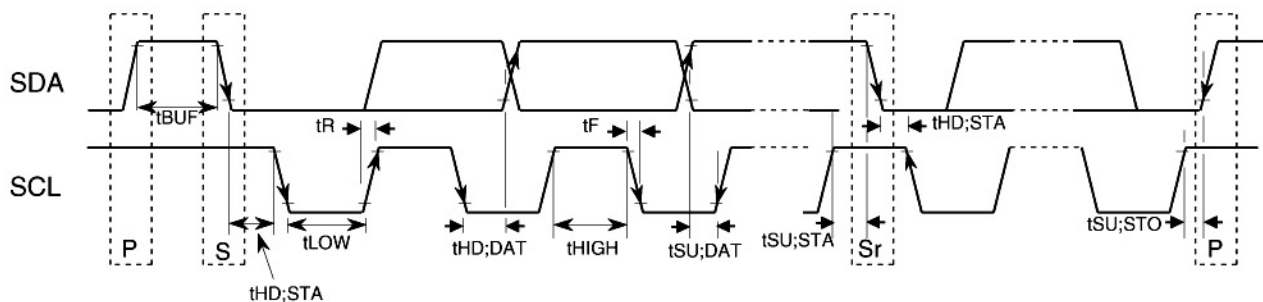 SDA
tBUF
tR
tF
tHD;STA
SCL
P
S
tLOW
tHD;DAT
tHIGH
tSU;DAT
tSU;STA
Sr
tSU;STO
P
tHD;STA